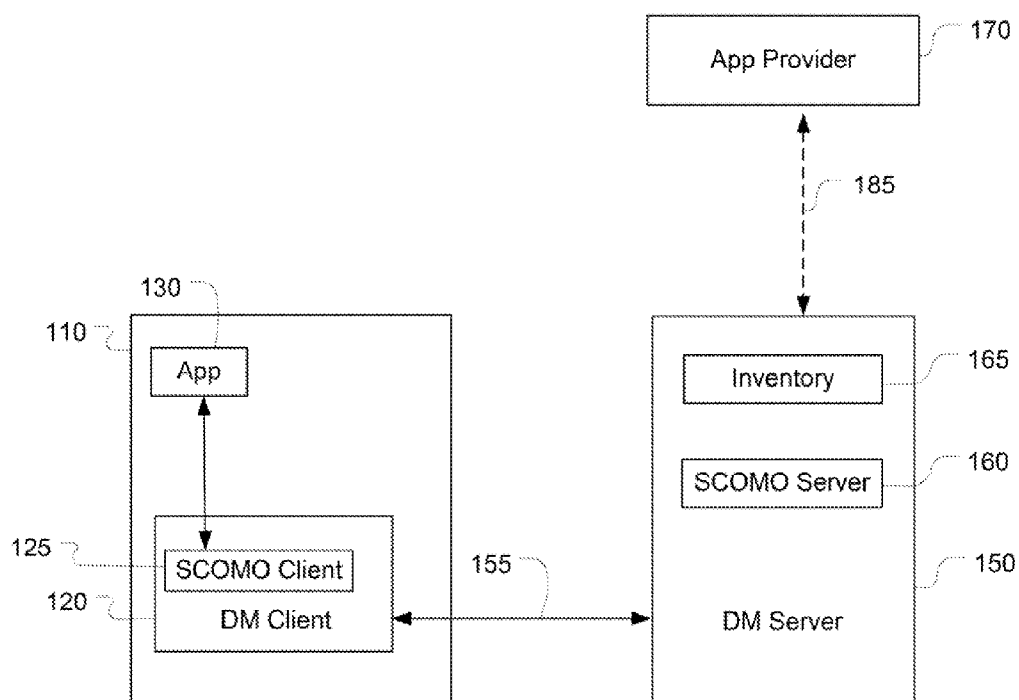 170
App Provider
185
130
110
App
Inventory
165
SCOMO Server
160
125
SCOMO Client
155
150
120
DM Client
DM Server